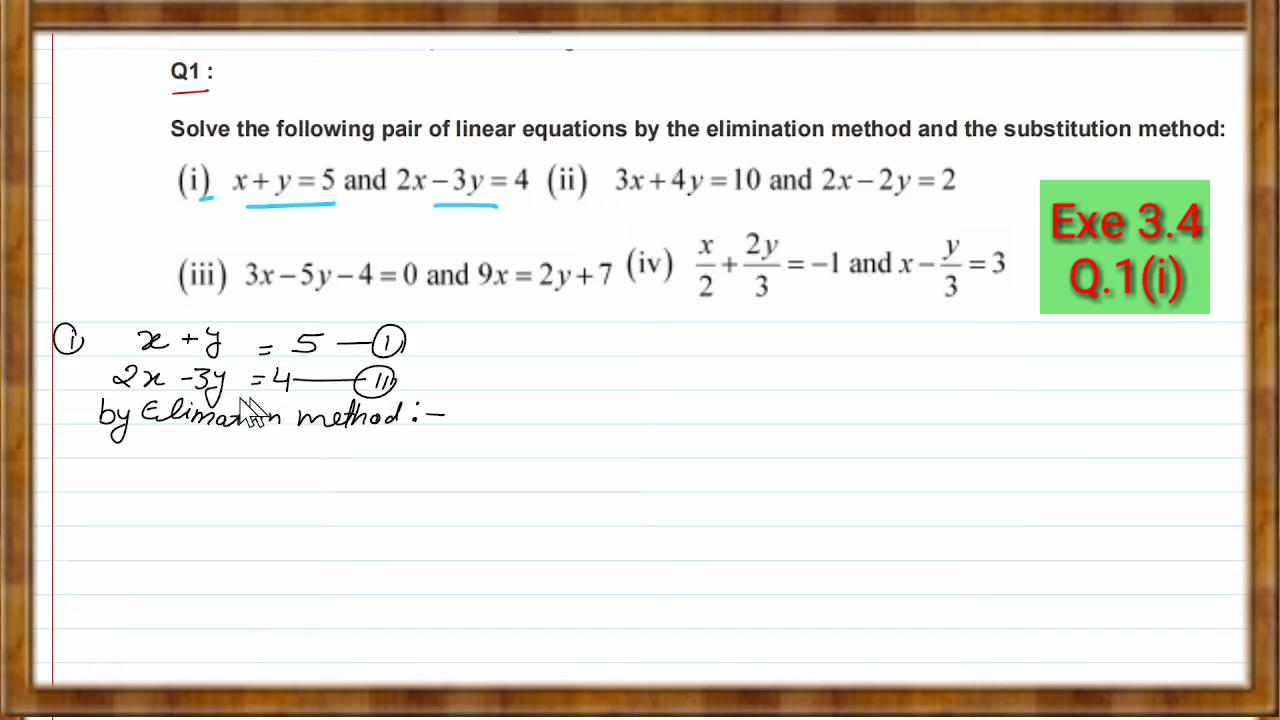 Q1 :
Solve the following pair of linear equations by the elimination method and the substitution method:
(i) x + y = 5 and 2x − 3y = 4 (ii) 3x + 4y = 10 and 2x − 2y = 2
(iii) 3x − 5y − 4 = 0 and 9x = 2y + 7 (iv) x/2 + 2y/3 = −1 and x − y/3 = 3
Exe 3.4
Q.1(i)
(i) x + y = 5 — (i)
2x - 3y = 4 — (ii)
by method :-